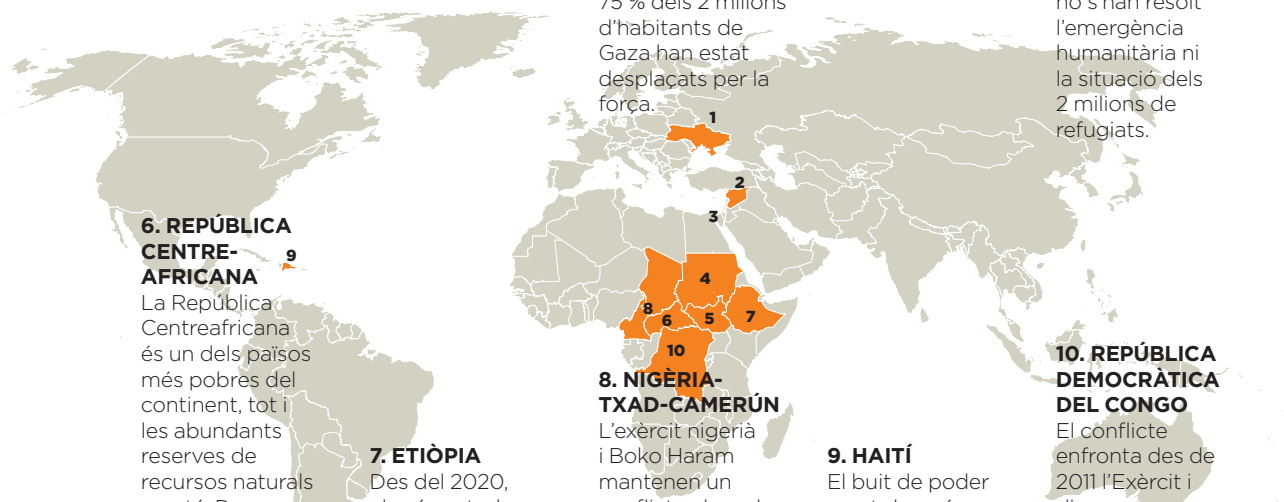 75 % dels 2 milions
d'habitants de
Gaza han estat
desplaçats per la
força.
no s'han resolt
l'emergència
humanitària ni
la situació dels
2 milions de
refugiats.
1
2
3
4
5
6
7
8
9
10
6. REPÚBLICA
CENTRE-
AFRICANA
La República
Centreafricana
és un dels països
més pobres del
continent, tot i
les abundants
reserves de
recursos naturals
7. ETIÒPIA
Des del 2020,
8. NIGÈRIA-
TXAD-CAMERÚN
L'exèrcit nigerià
i Boko Haram
mantenen un
9. HAITÍ
El buit de poder
10. REPÚBLICA
DEMOCRÀTICA
DEL CONGO
El conflicte
enfronta des de
2011 l'Exèrcit i